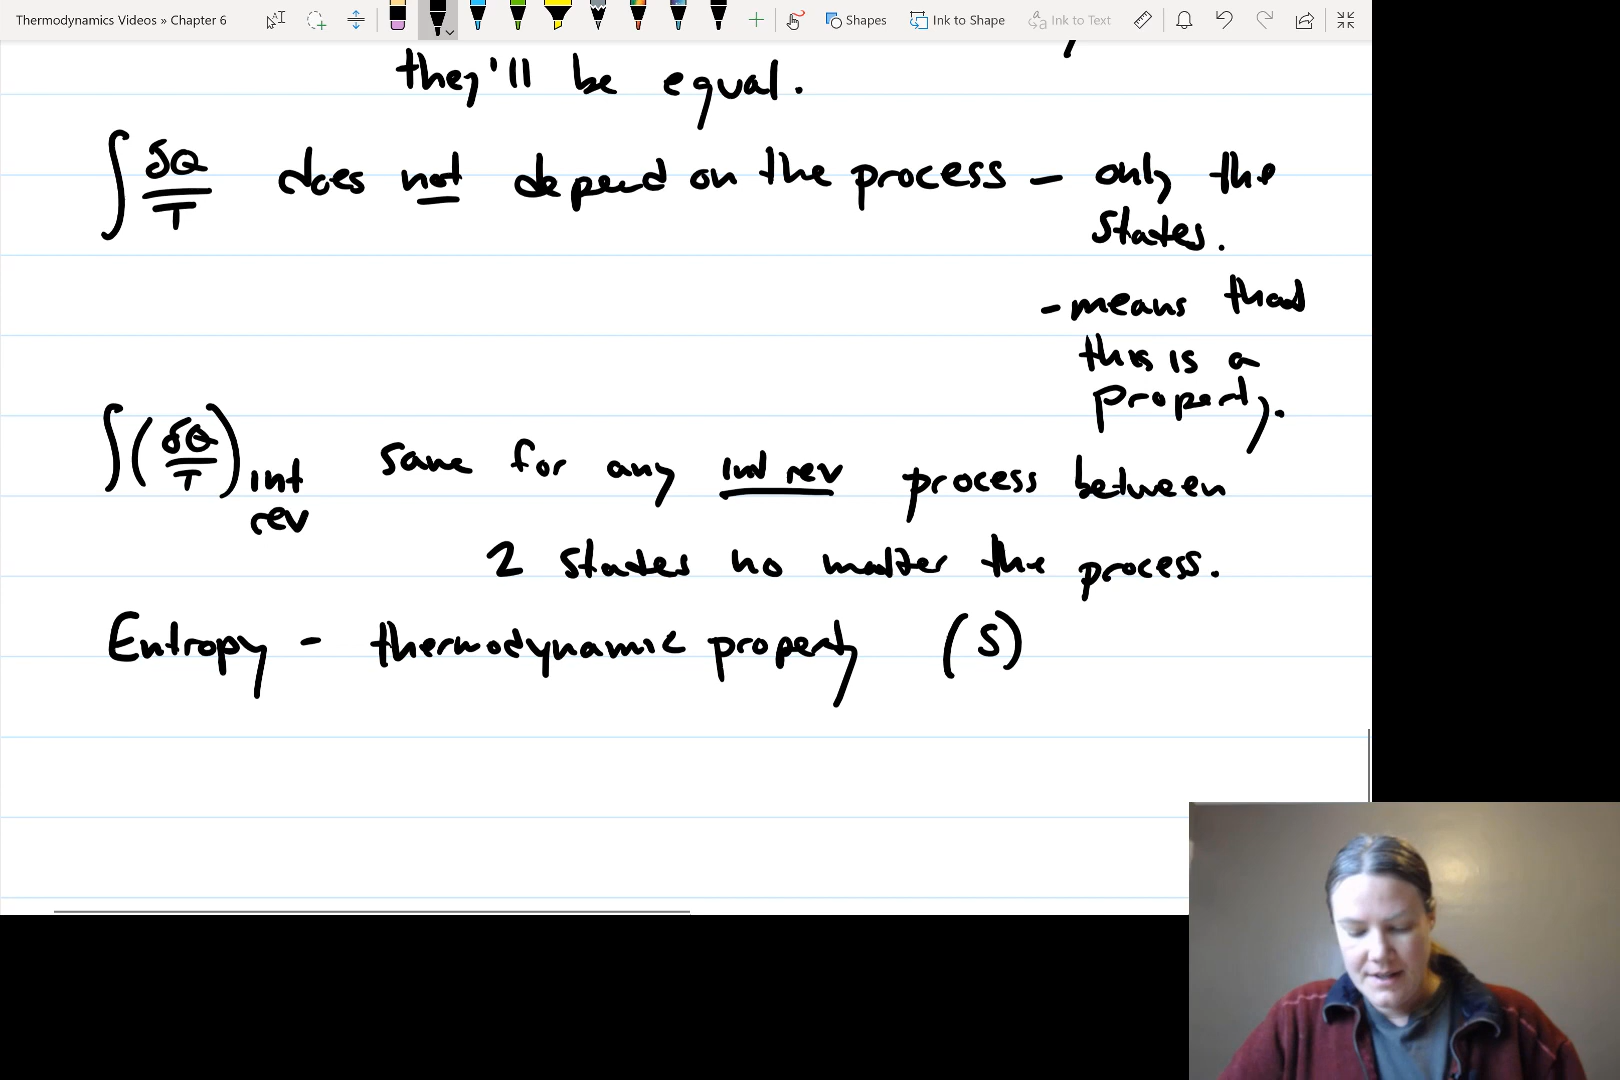 Thermodynamics Videos » Chapter 6
Shapes
Ink to Shape
Ink to Text
they'll be equal.
∫ δQ/T does not depend on the process – only the
states.
- means that
this is a
property.
∫(δQ/T) int rev same for any int rev process between
2 states no matter the process.
Entropy - thermodynamic property (S)